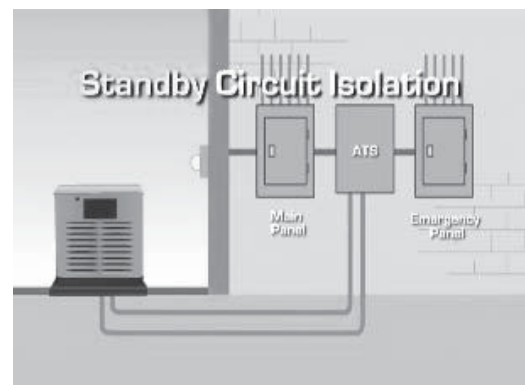 Standby Circuit Isolation
ATS
Main
Panel
Emergency
Panel